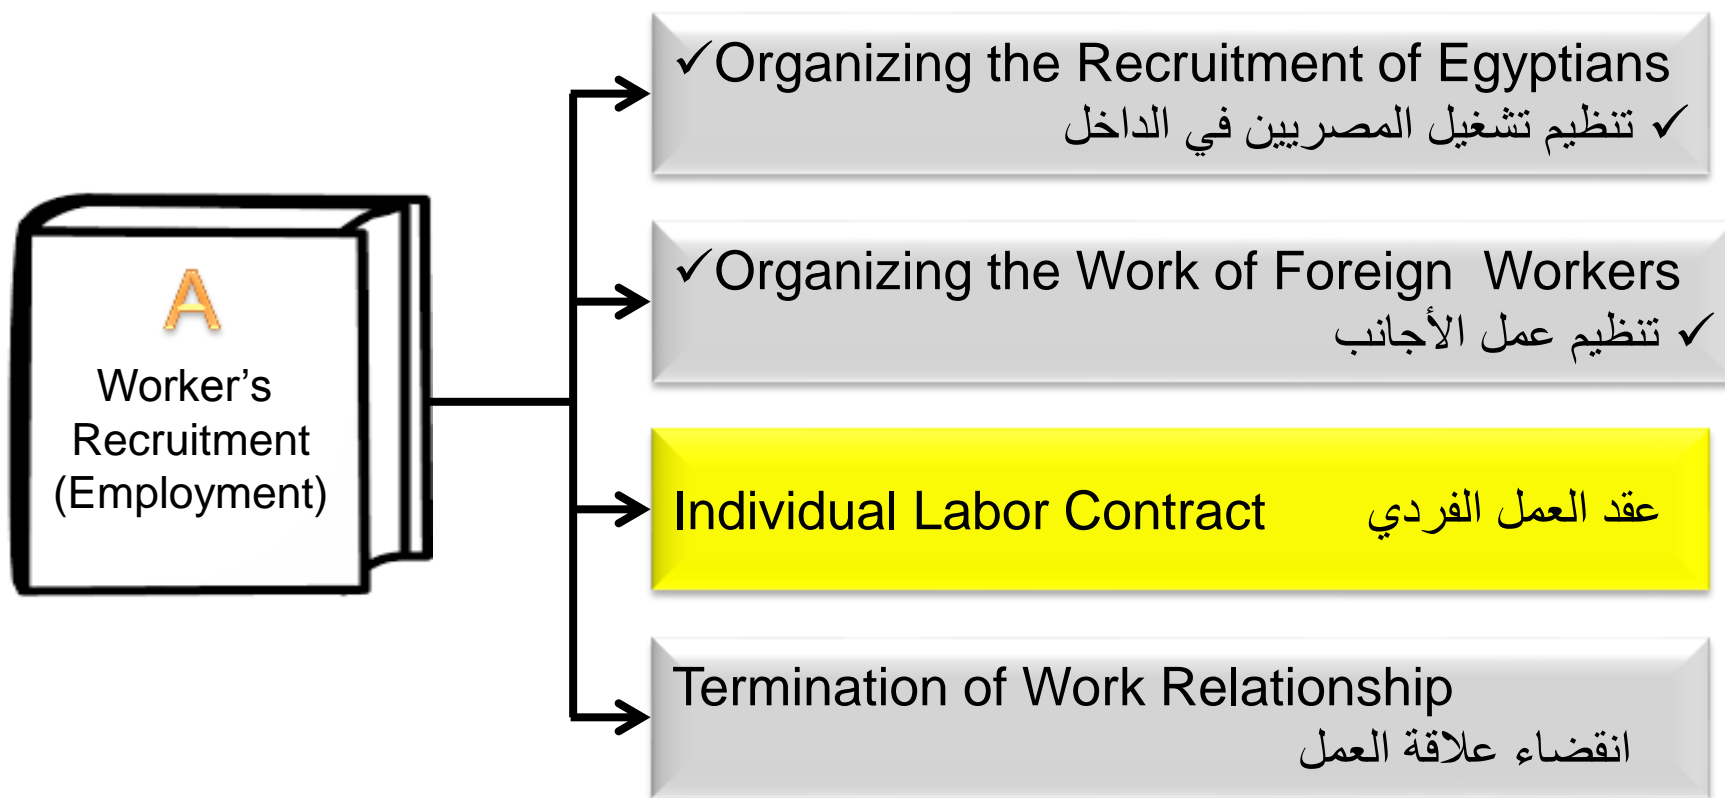 A
Worker’s
Recruitment
(Employment)
✓Organizing the Recruitment of Egyptians
✓ تنظيم تشغيل المصريين في الداخل
✓Organizing the Work of Foreign Workers
✓ تنظيم عمل الأجانب
Individual Labor Contract عقد العمل الفردي
Termination of Work Relationship
انقضاء علاقة العمل